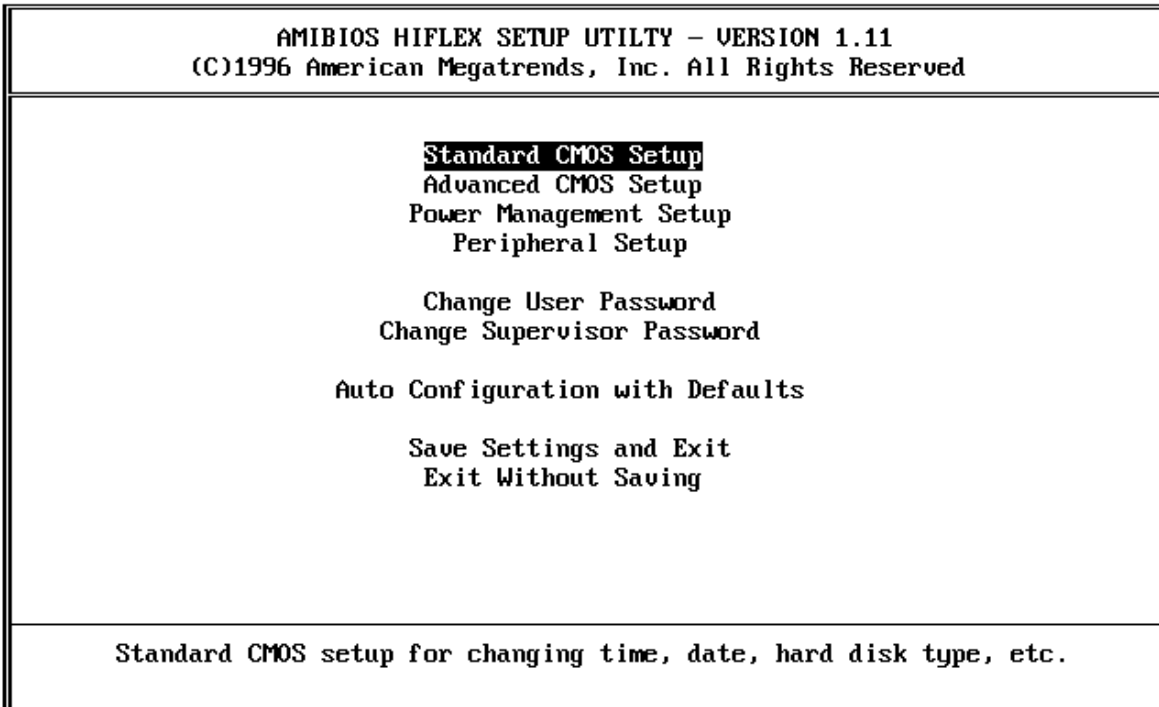 AMIBIOS HIFLEX SETUP UTILTY – VERSION 1.11
(C)1996 American Megatrends, Inc. All Rights Reserved
Standard CMOS Setup
Advanced CMOS Setup
Power Management Setup
Peripheral Setup
Change User Password
Change Supervisor Password
Auto Configuration with Defaults
Save Settings and Exit
Exit Without Saving
Standard CMOS setup for changing time, date, hard disk type, etc.